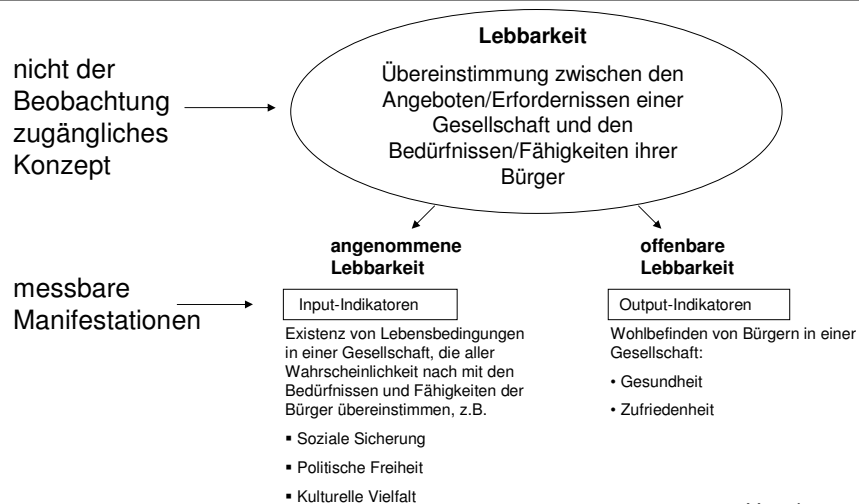 Lebbarkeit
Übereinstimmung zwischen den
Angeboten/Erfordernissen einer
Gesellschaft und den
Bedürfnissen/Fähigkeiten ihrer
Bürger
nicht der
Beobachtung
zugängliches
Konzept
angenommene
Lebbarkeit
offenbare
Lebbarkeit
messbare
Manifestationen
Input-Indikatoren
Existenz von Lebensbedingungen
in einer Gesellschaft, die aller
Wahrscheinlichkeit nach mit den
Bedürfnissen und Fähigkeiten der
Bürger übereinstimmen, z.B.
▪ Soziale Sicherung
▪ Politische Freiheit
▪ Kulturelle Vielfalt
Output-Indikatoren
Wohlbefinden von Bürgern in einer
Gesellschaft:
• Gesundheit
• Zufriedenheit